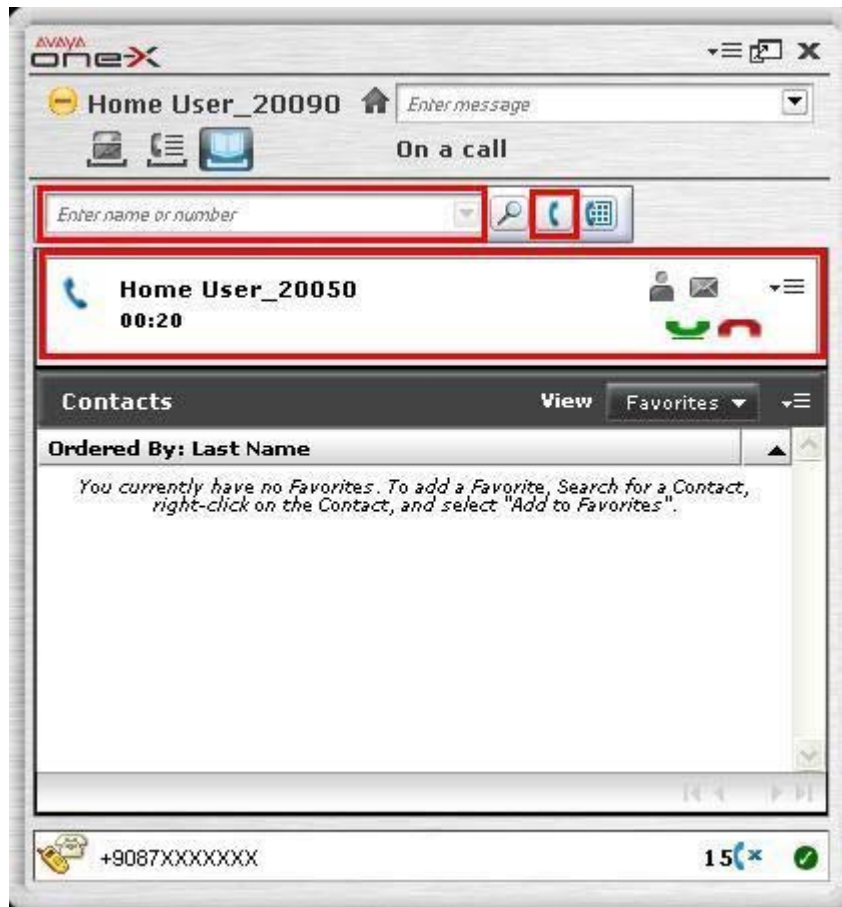 AVAYA
one-X
Home User_20090 Enter message
On a call
Enter name or number
Home User_20050
00:20
Contacts View Favorites
Ordered By: Last Name
You currently have no Favorites. To add a Favorite, Search for a Contact,
right-click on the Contact, and select "Add to Favorites".
+9087XXXXXXX 15